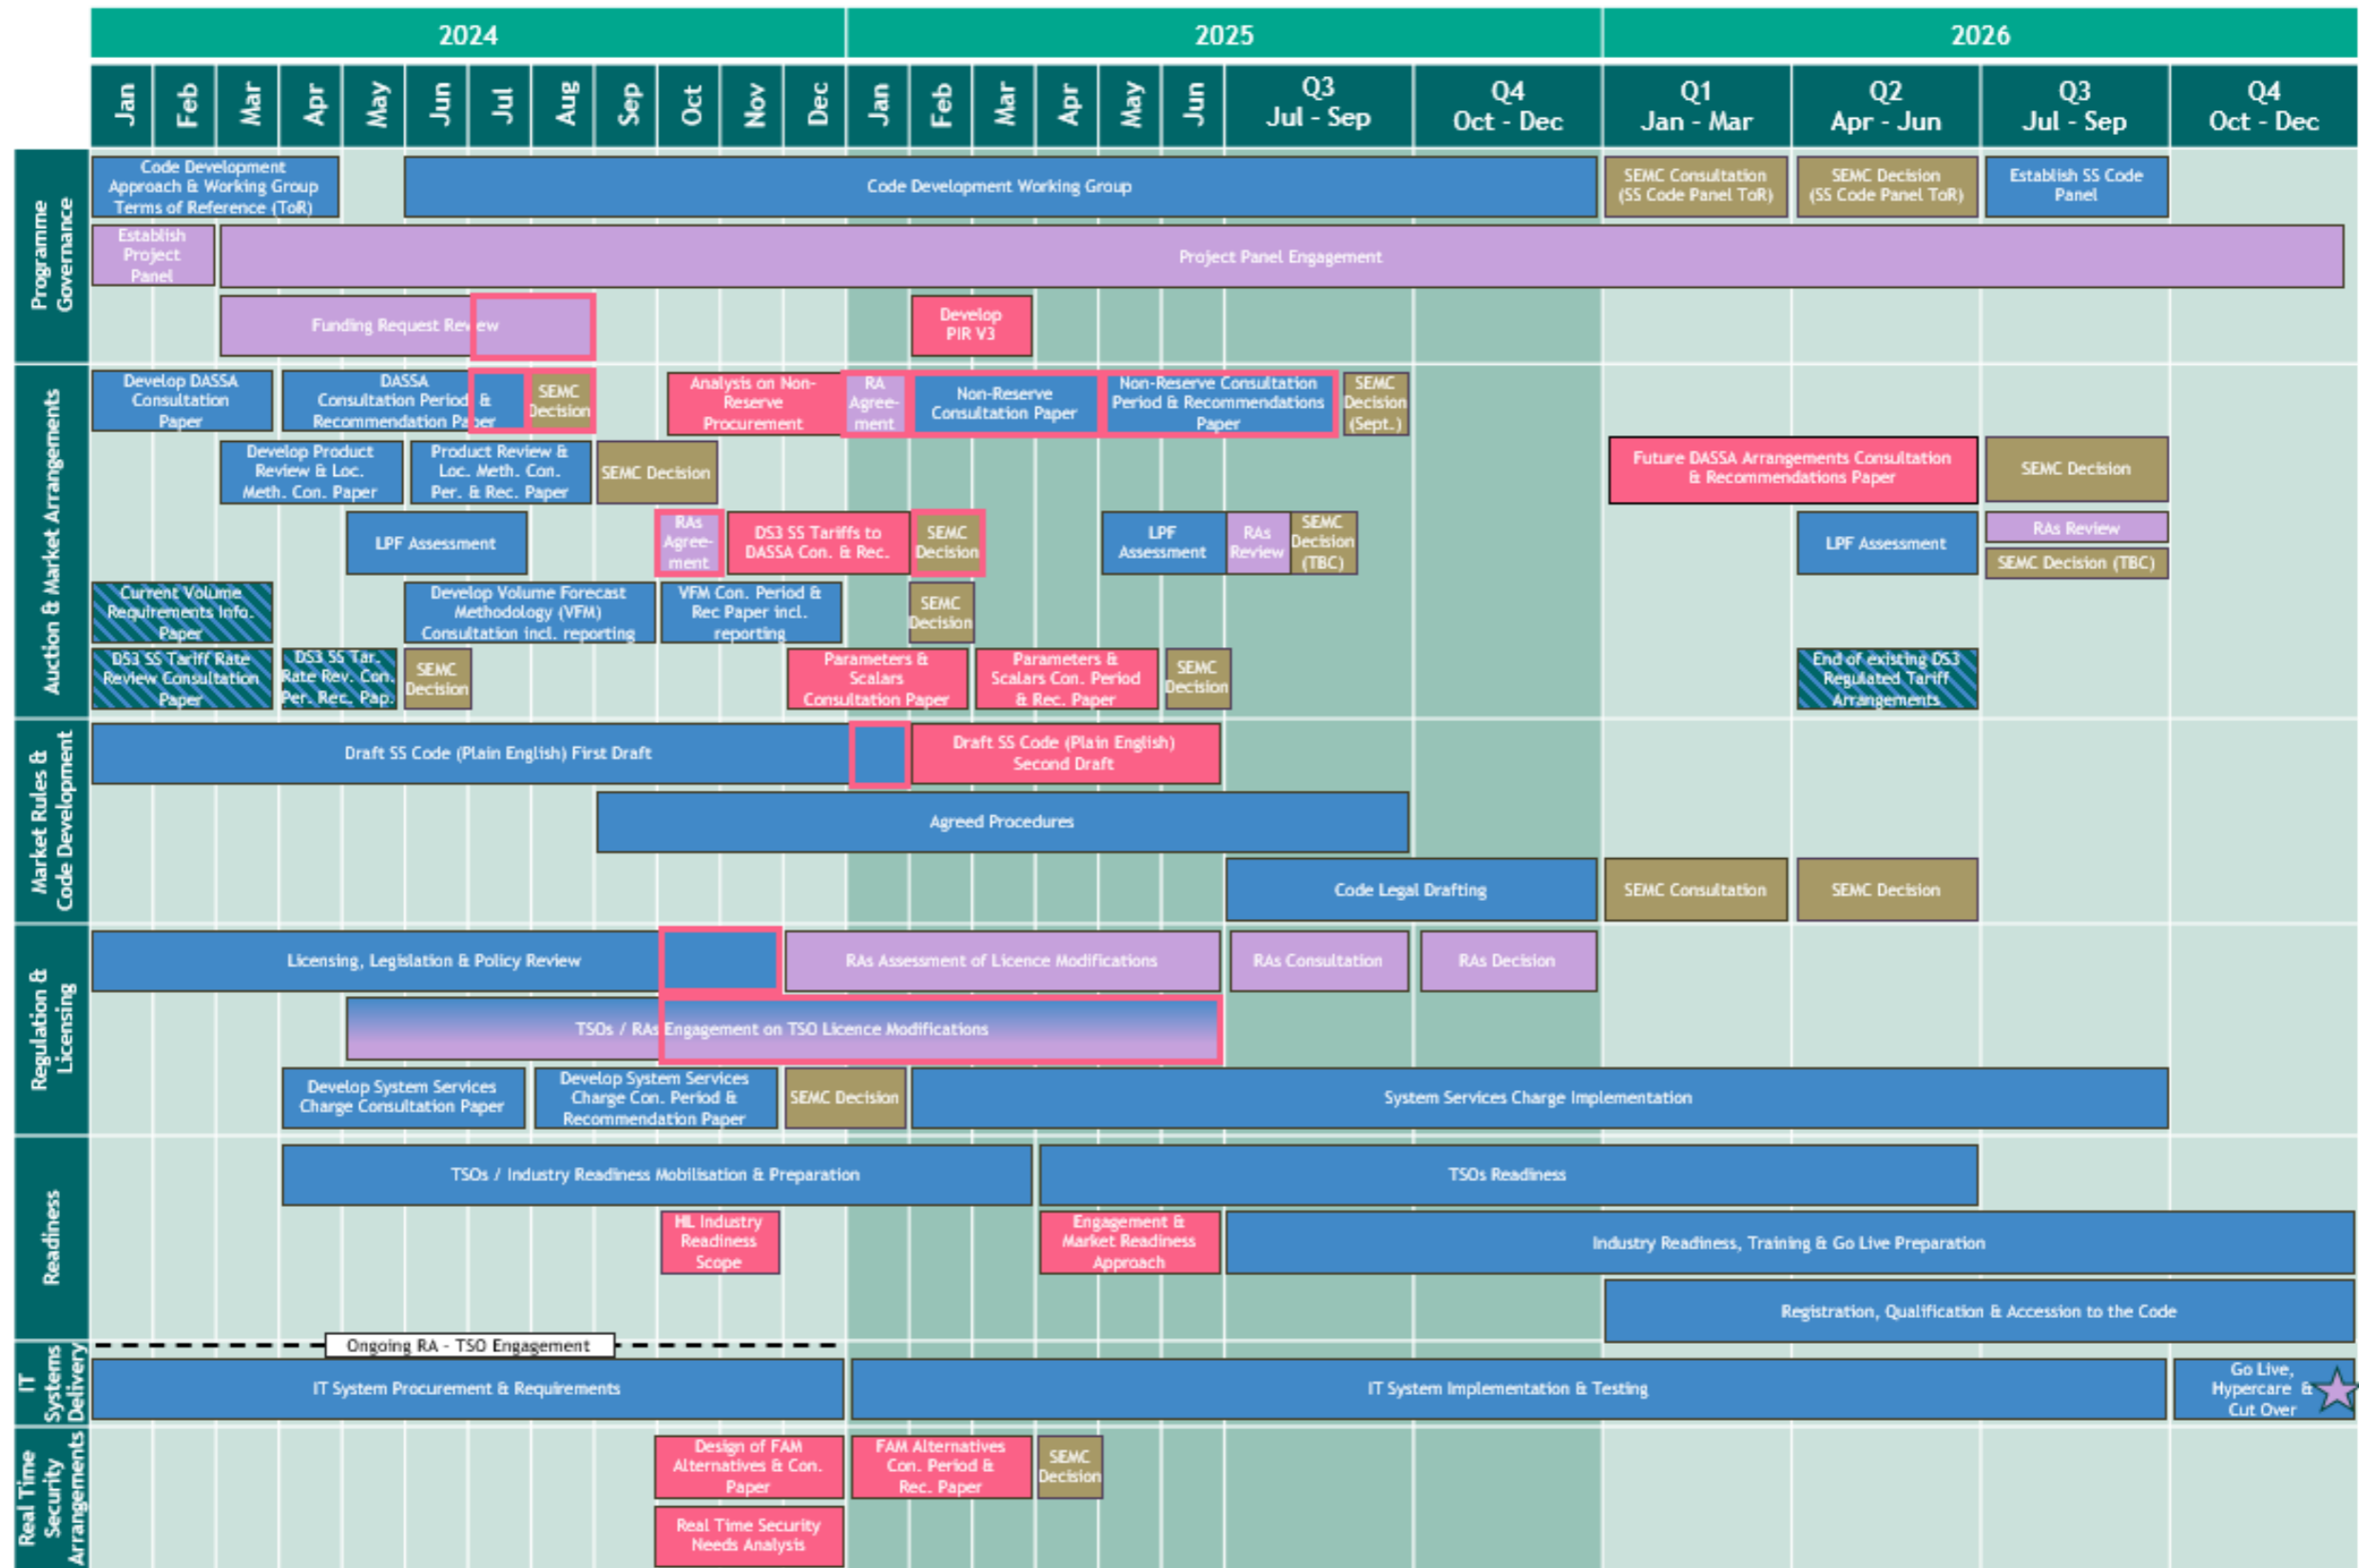 2024
2025
2026
Jan
Feb
Mar
Apr
May
Jun
Jul
Aug
Sep
Oct
Nov
Dec
Jan
Feb
Mar
Apr
May
Jun
Q3
Jul - Sep
Q4
Oct - Dec
Q1
Jan - Mar
Q2
Apr - Jun
Q3
Jul - Sep
Q4
Oct - Dec
Programme
Governance
Code Development
Approach & Working Group
Terms of Reference (ToR)
Code Development Working Group
SEMC Consultation
(SS Code Panel ToR)
SEMC Decision
(SS Code Panel ToR)
Establish SS Code
Panel
Establish
Project
Panel
Project Panel Engagement
Funding Request Review
Develop
PIR V3
Auction & Market Arrangements
Develop DASSA
Consultation
Paper
DASSA
Consultation Period &
Recommendation Paper
SEMC
Decision
Analysis on Non-
Reserve
Procurement
RA
Agree-
ment
Non-Reserve
Consultation Paper
Non-Reserve Consultation
Period & Recommendations
Paper
SEMC
Decision
(Sept.)
Develop Product
Review & Loc.
Meth. Con. Paper
Product Review &
Loc. Meth. Con.
Per. & Rec. Paper
SEMC Decision
Future DASSA Arrangements Consultation
& Recommendations Paper
SEMC Decision
LPF Assessment
RAs
Agree-
ment
DS3 SS Tariffs to
DASSA Con. & Rec.
SEMC
Decision
LPF
Assessment
RAs
Review
SEMC
Decision
(TBC)
LPF Assessment
RAs Review
SEMC Decision (TBC)
Current Volume
Requirements Info.
Paper
Develop Volume Forecast
Methodology (VFM)
Consultation incl. reporting
VFM Con. Period &
Rec Paper incl.
reporting
SEMC
Decision
DS3 SS Tariff Rate
Review Consultation
Paper
DS3 SS Tar.
Rate Rev. Con.
Per. Rec. Pap.
SEMC
Decision
Parameters &
Scalars
Consultation Paper
Parameters &
Scalars Con. Period
& Rec. Paper
SEMC
Decision
End of existing DS3
Regulated Tariff
Arrangements
Market Rules &
Code Development
Draft SS Code (Plain English) First Draft
Draft SS Code (Plain English)
Second Draft
Agreed Procedures
Code Legal Drafting
SEMC Consultation
SEMC Decision
Regulation &
Licensing
Licensing, Legislation & Policy Review
RAs Assessment of Licence Modifications
RAs Consultation
RAs Decision
TSOs / RAs Engagement on TSO Licence Modifications
Develop System Services
Charge Consultation Paper
Develop System Services
Charge Con. Period &
Recommendation Paper
SEMC Decision
System Services Charge Implementation
Readiness
TSOs / Industry Readiness Mobilisation & Preparation
TSOs Readiness
HL Industry
Readiness
Scope
Engagement &
Market Readiness
Approach
Industry Readiness, Training & Go Live Preparation
Registration, Qualification & Accession to the Code
Ongoing RA - TSO Engagement
IT
Systems
Delivery
IT System Procurement & Requirements
IT System Implementation & Testing
Go Live,
Hypercare &
Cut Over
Real Time
Security
Arrangements
Design of FAM
Alternatives & Con.
Paper
FAM Alternatives
Con. Period &
Rec. Paper
SEMC
Decision
Real Time Security
Needs Analysis